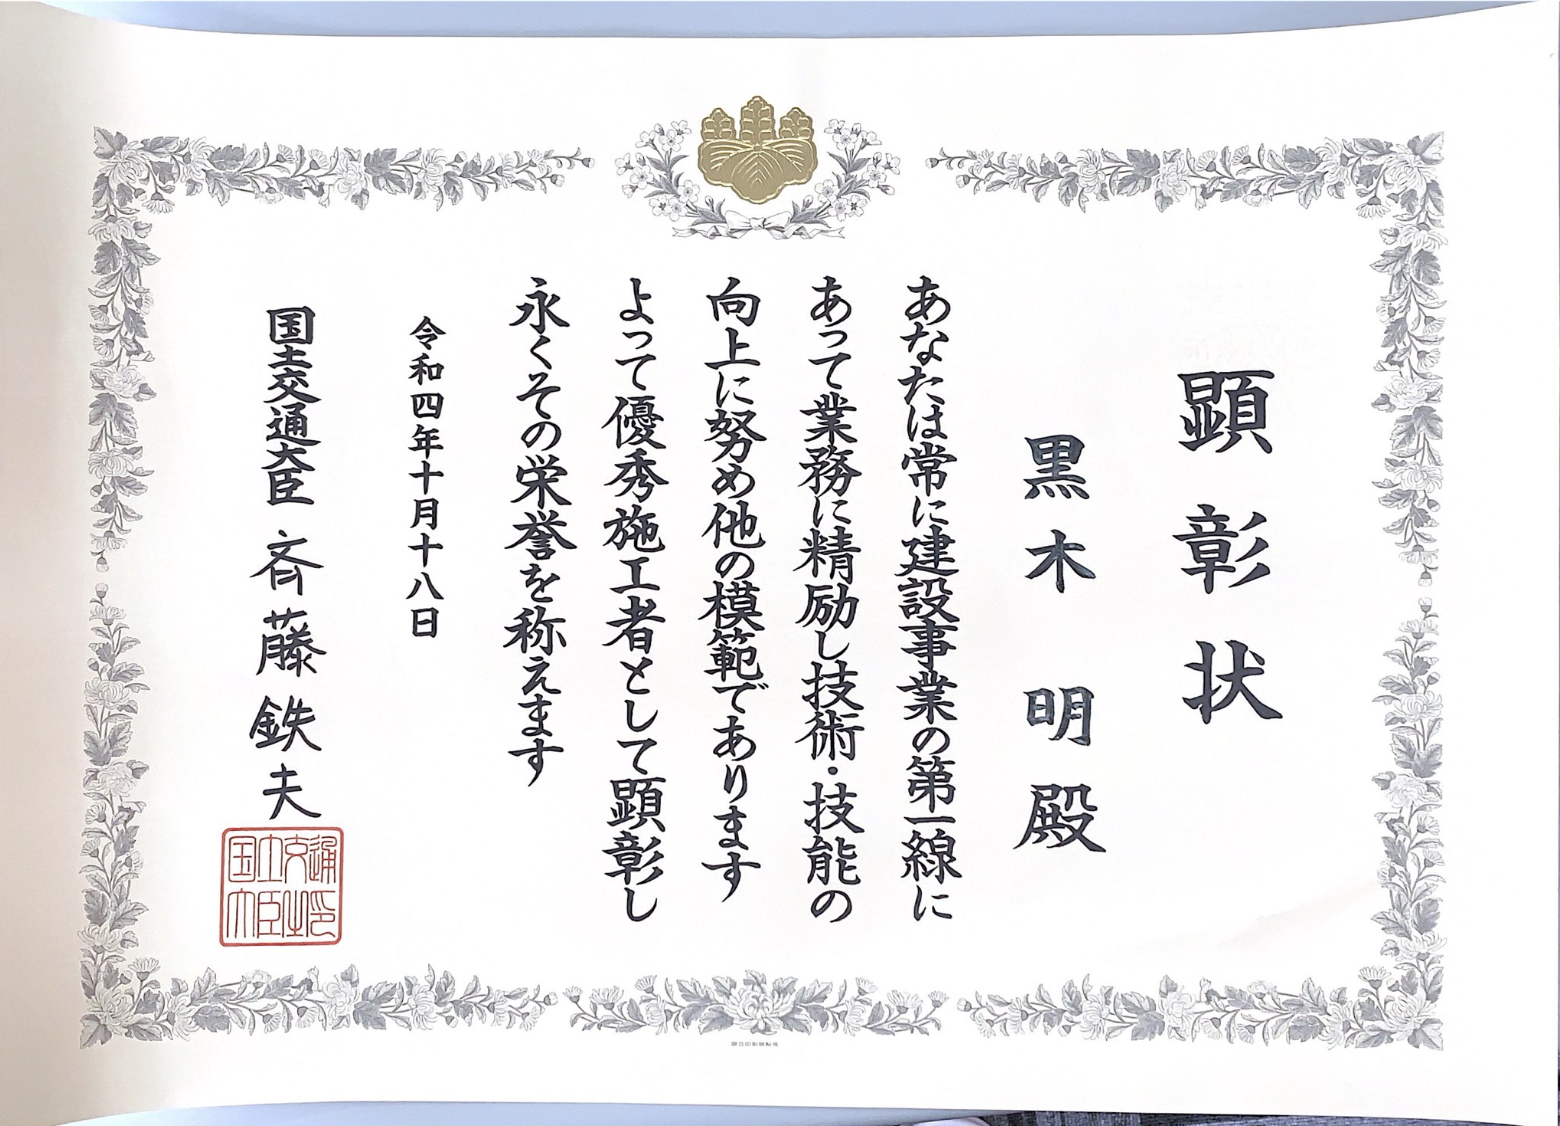 顕彰状
黒木 明 殿
あなたは常に建設事業の第一線に
あって業務に精励し技術・技能の
向上に努め他の模範であります
よって優秀施工者として顕彰し
永くその栄誉を称えます
令和四年十月十八日
国土交通大臣 斉藤鉄夫
国土交通大臣之印